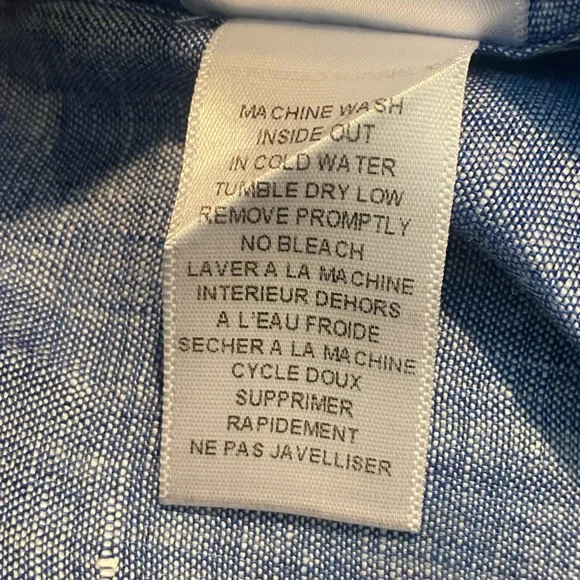 MACHINE WASH
INSIDE OUT
IN COLD WATER
TUMBLE DRY LOW
REMOVE PROMPTLY
NO BLEACH
LAVER A LA MACHINE
INTERIEUR DEHORS
A L'EAU FROIDE
SECHER A LA MACHINE
CYCLE DOUX
SUPPRIMER
RAPIDEMENT
NE PAS JAVELLISER